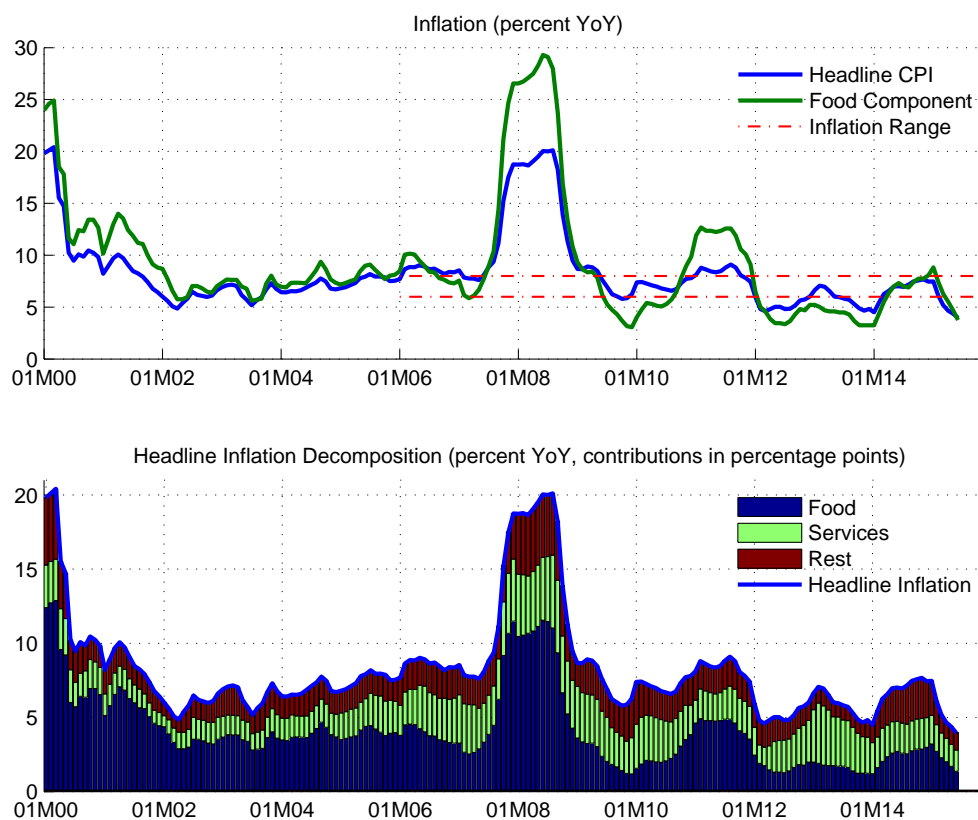 Inflation (percent YoY)
30
25
20
15
10
5
0
Headline CPI
Food Component
Inflation Range
01M00 01M02 01M04 01M06 01M08 01M10 01M12 01M14
Headline Inflation Decomposition (percent YoY, contributions in percentage points)
20
15
10
5
0
Food
Services
Rest
Headline Inflation
01M00 01M02 01M04 01M06 01M08 01M10 01M12 01M14